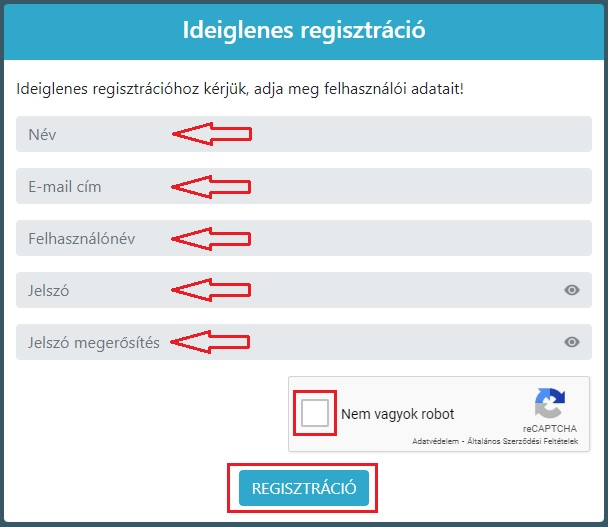 Ideiglenes regisztráció
Ideiglenes regisztrációhoz kérjük, adja meg felhasználói adatait!
Név
E-mail cím
Felhasználónév
Jelszó
Jelszó megerősítés
Nem vagyok robot
reCAPTCHA
Adatvédelem - Általános Szerződési Feltételek
REGISZTRÁCIÓ